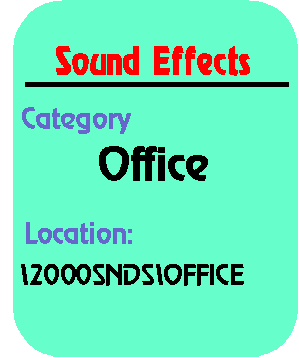 Sound Effects
Category
Office
Location:
\2000SNDS\OFFICE